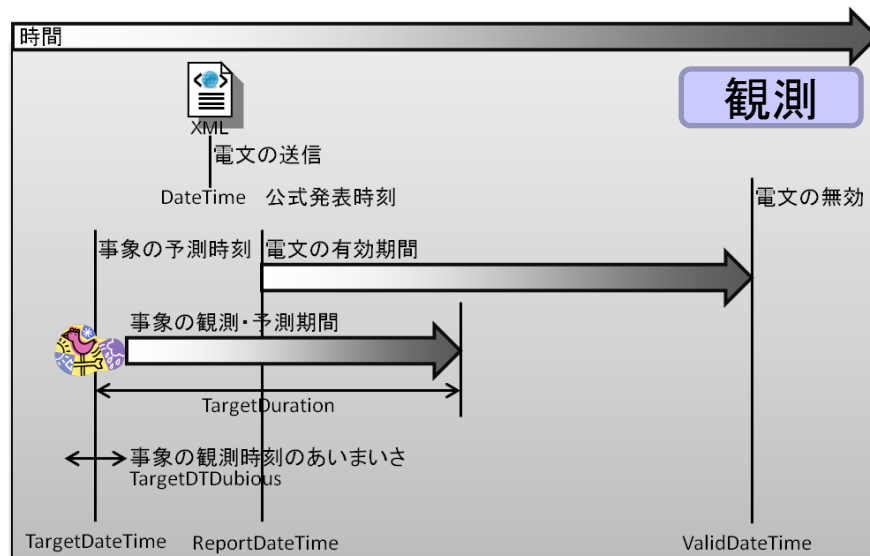 時間
観測
XML
電文の送信
DateTime 公式発表時刻
電文の無効
事象の予測時刻
電文の有効期間
事象の観測・予測期間
TargetDuration
事象の観測時刻のあいまいさ
TargetDTDubious
TargetDateTime
ReportDateTime
ValidDateTime